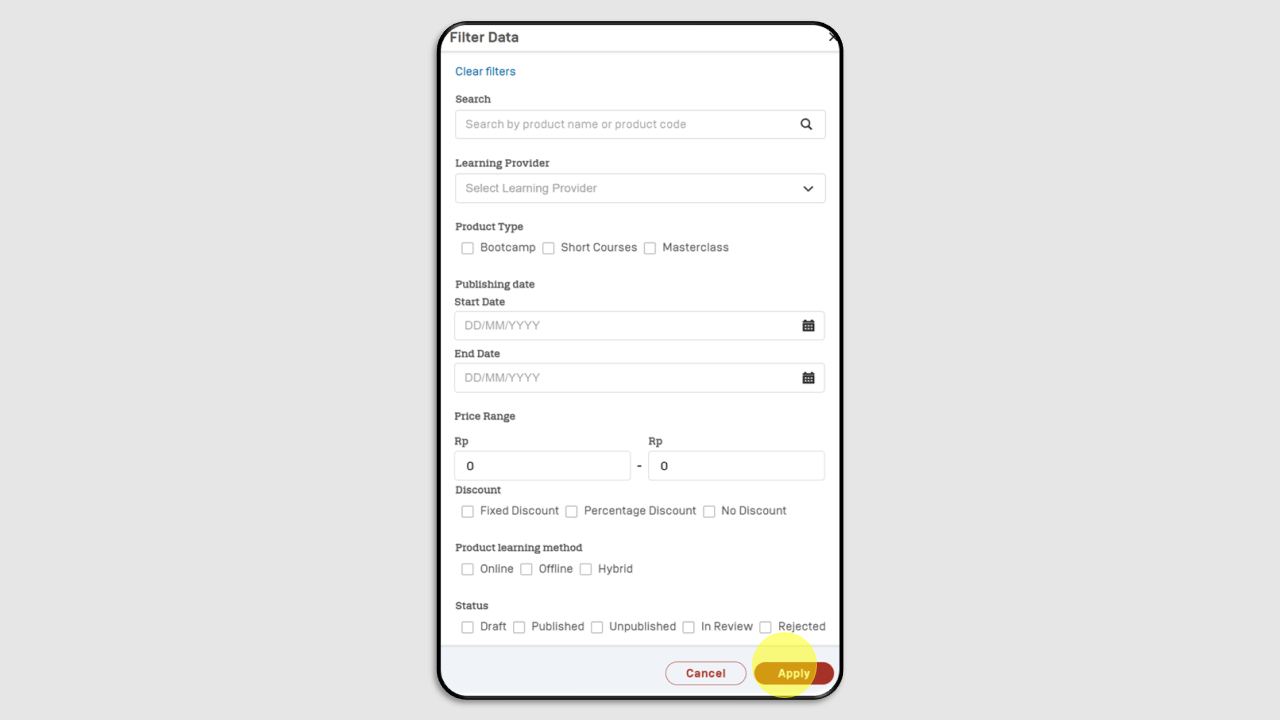 Filter Data
Clear filters
Search
Search by product name or product code
Learning Provider
Select Learning Provider
Product Type
Bootcamp Short Courses Masterclass
Publishing date
Start Date
DD/MM/YYYY
End Date
DD/MM/YYYY
Price Range
Rp Rp
0 - 0
Discount
Fixed Discount Percentage Discount No Discount
Product learning method
Online Offline Hybrid
Status
Draft Published Unpublished In Review Rejected
Cancel Apply